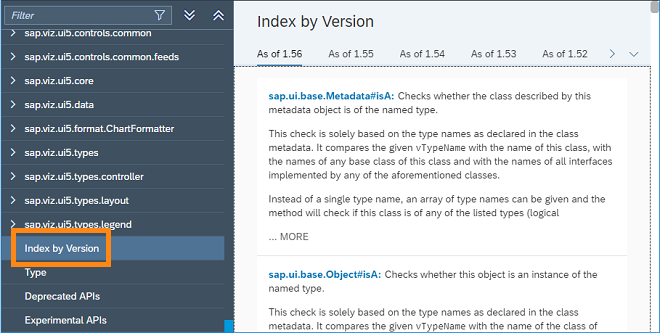 Filter
sap.viz.ui5.controls.common
sap.viz.ui5.controls.common.feeds
sap.viz.ui5.core
sap.viz.ui5.data
sap.viz.ui5.format.ChartFormatter
sap.viz.ui5.types
sap.viz.ui5.types.controller
sap.viz.ui5.types.layout
sap.viz.ui5.types.legend
Index by Version
Type
Deprecated APIs
Experimental APIs
Index by Version
As of 1.56 As of 1.55 As of 1.54 As of 1.53 As of 1.52
sap.ui.base.Metadata#isA: Checks whether the class described by this
metadata object is of the named type.
This check is solely based on the type names as declared in the class
metadata. It compares the given vTypeName with the name of this class, with
the names of any base class of this class and with the names of all interfaces
implemented by any of the aforementioned classes.
Instead of a single type name, an array of type names can be given and the
method will check if this class is of any of the listed types (logical
... MORE
sap.ui.base.Object#isA: Checks whether this object is an instance of the
named type.
This check is solely based on the type names as declared in the class
metadata. It compares the given vTypeName with the name of the class of